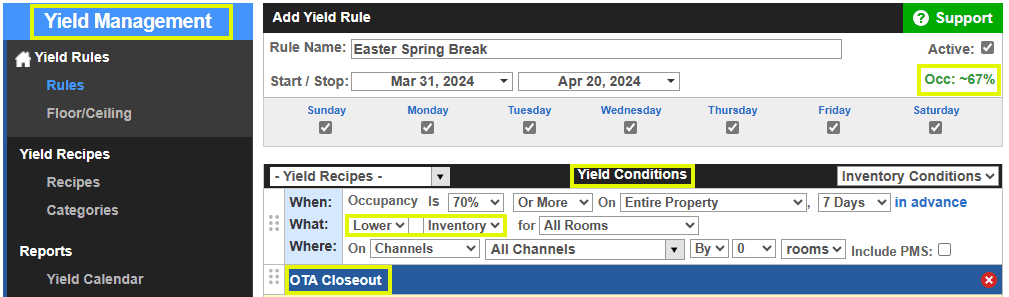 Yield Management
Yield Rules
Rules
Floor/Ceiling
Yield Recipes
Recipes
Categories
Reports
Yield Calendar
Add Yield Rule
? Support
Rule Name: Easter Spring Break Active:
Start / Stop: Mar 31, 2024 Apr 20, 2024 Occ: ~67%
Sunday Monday Tuesday Wednesday Thursday Friday Saturday
- Yield Recipes - Yield Conditions Inventory Conditions
When: Occupancy Is 70% Or More On Entire Property , 7 Days in advance
What: Lower Inventory for All Rooms
Where: On Channels All Channels By 0 rooms Include PMS:
OTA Closeout